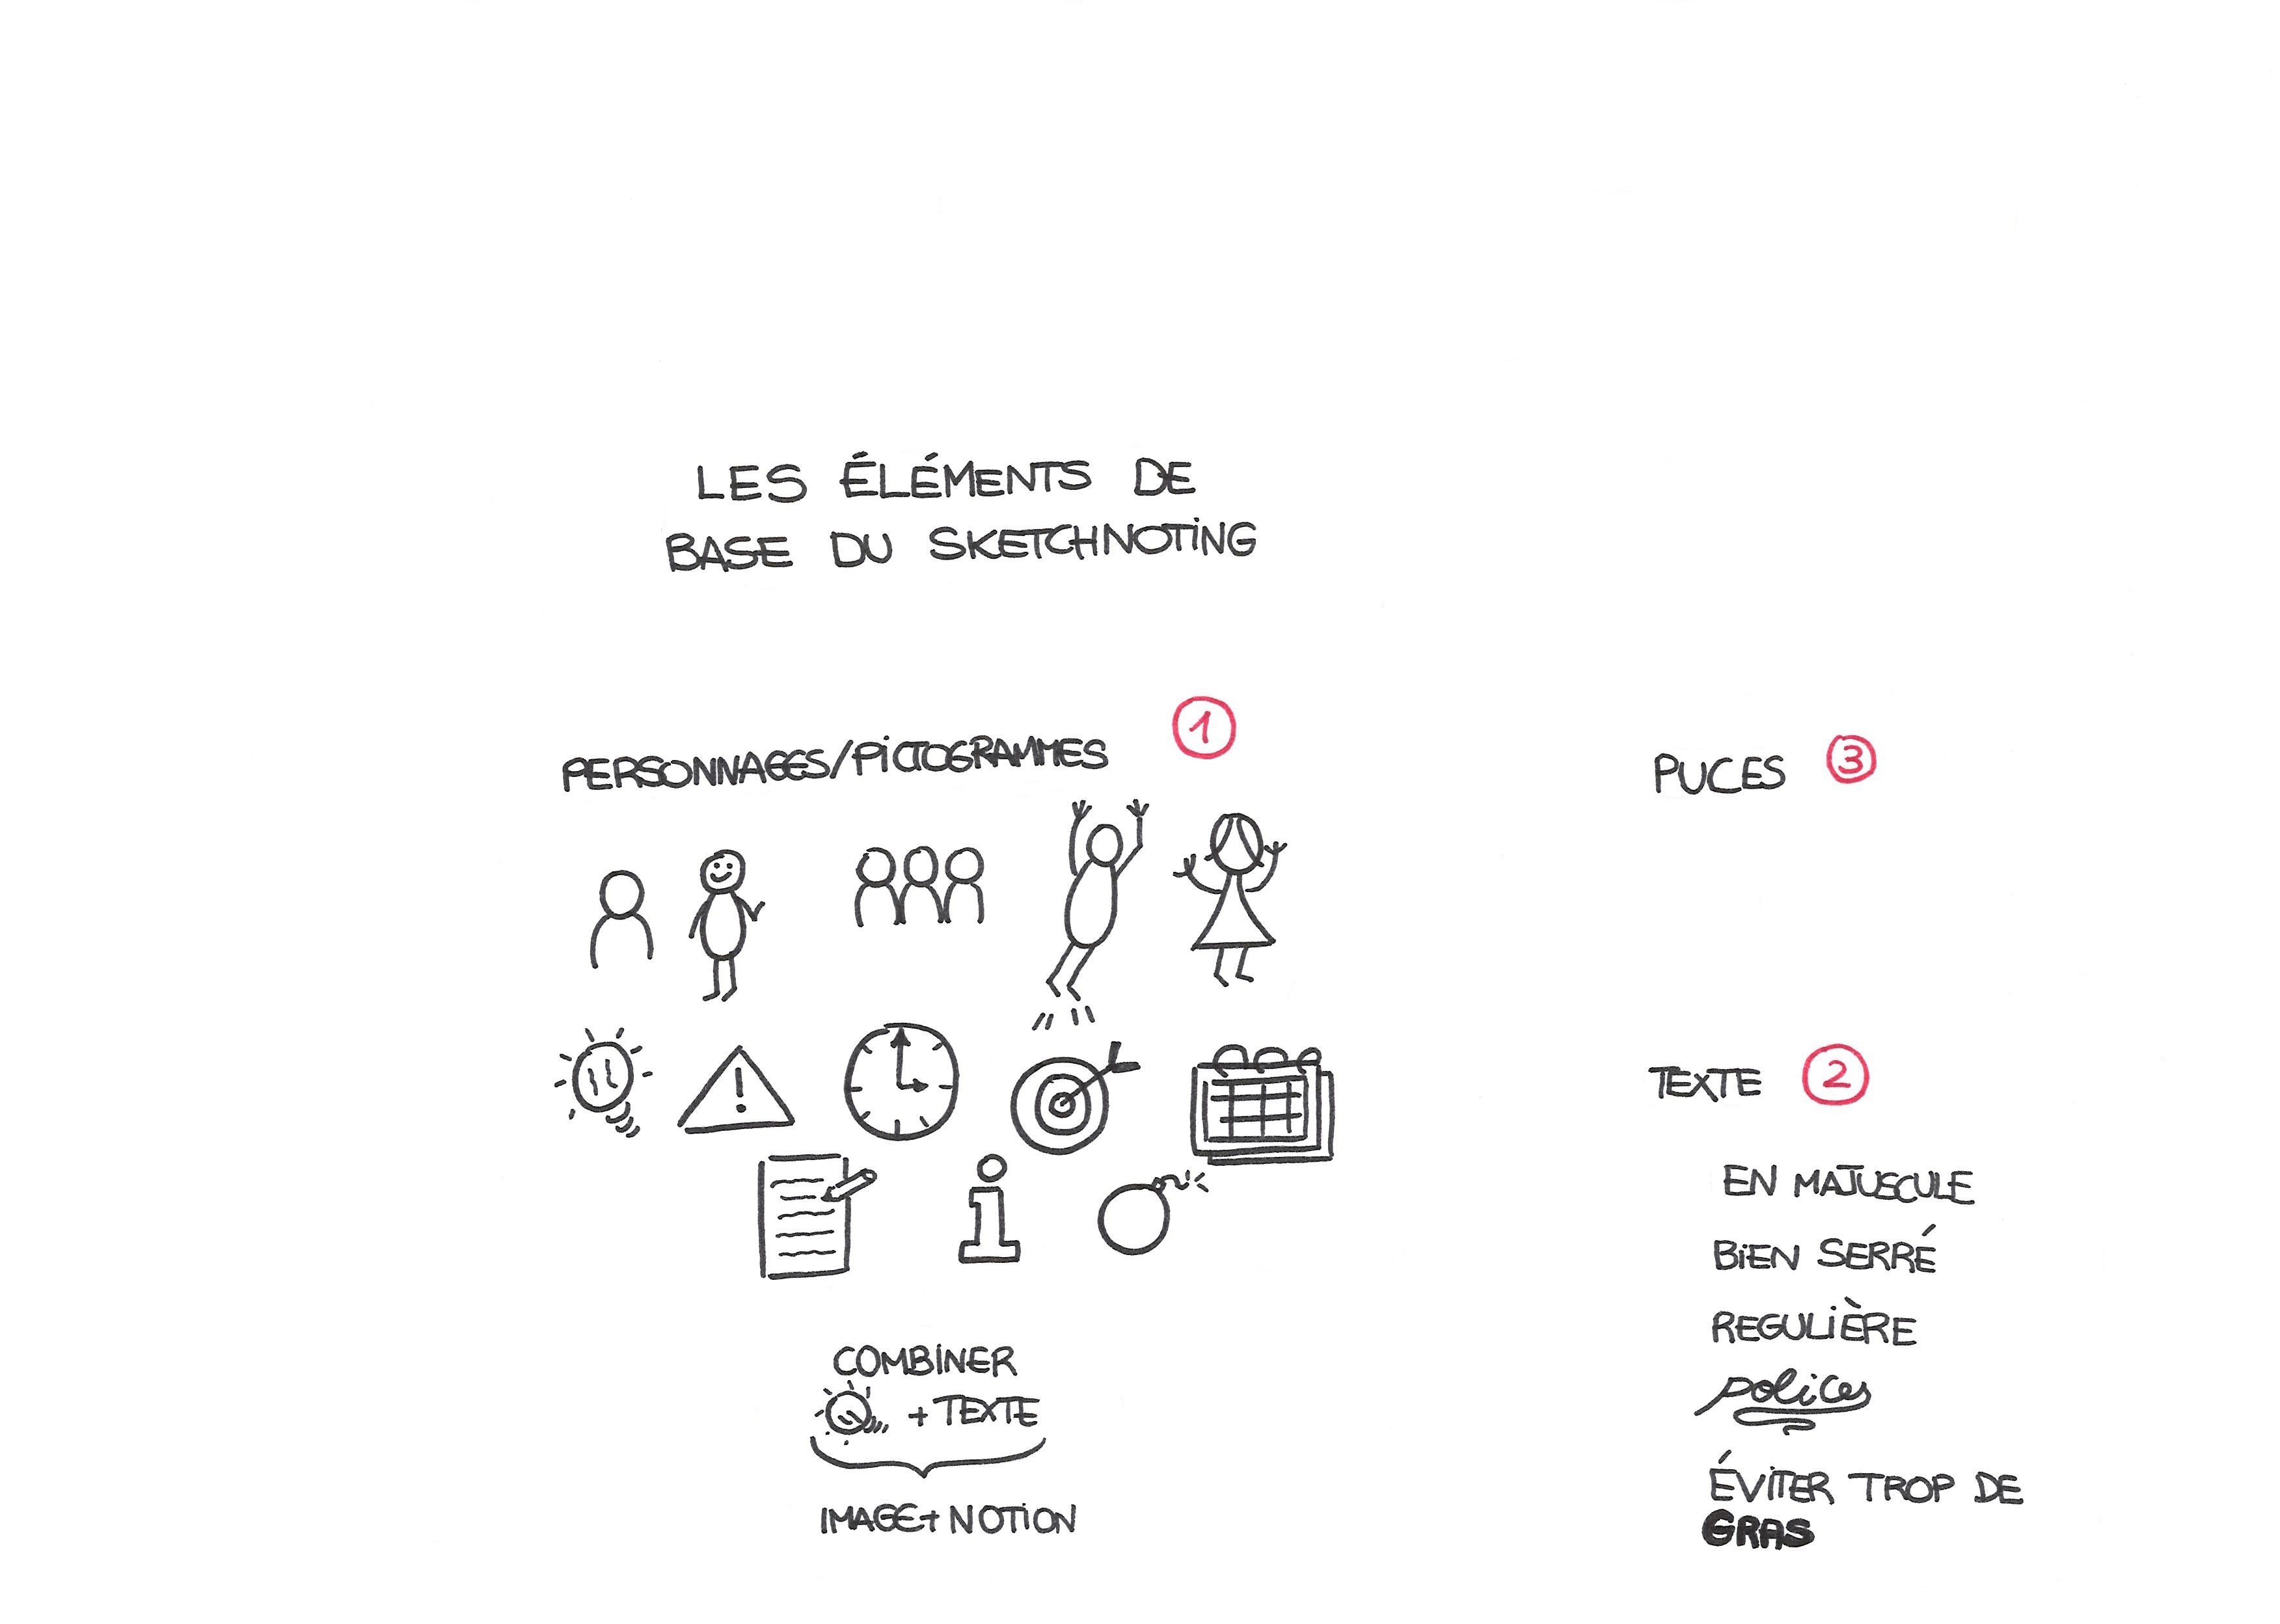 LES ÉLÉMENTS DE
BASE DU SKETCHNOTING
PERSONNAGES/PICTOGRAMMES 1
COMBINER
+ TEXTE
IMAGE + NOTION
PUCES 3
TEXTE 2
EN MAJUSCULE
BIEN SERRÉ
REGULIÈRE
polices
ÉVITER TROP DE
GRAS